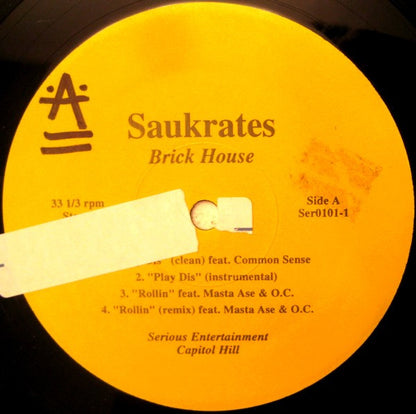 A
Saukrates
Brick House
33 1/3 rpm
Side A
Ser0101-1
(clean) feat. Common Sense
2. "Play Dis" (instrumental)
3. "Rollin" feat. Masta Ase & O.C.
4. "Rollin" (remix) feat. Masta Ase & O.C.
Serious Entertainment
Capitol Hill